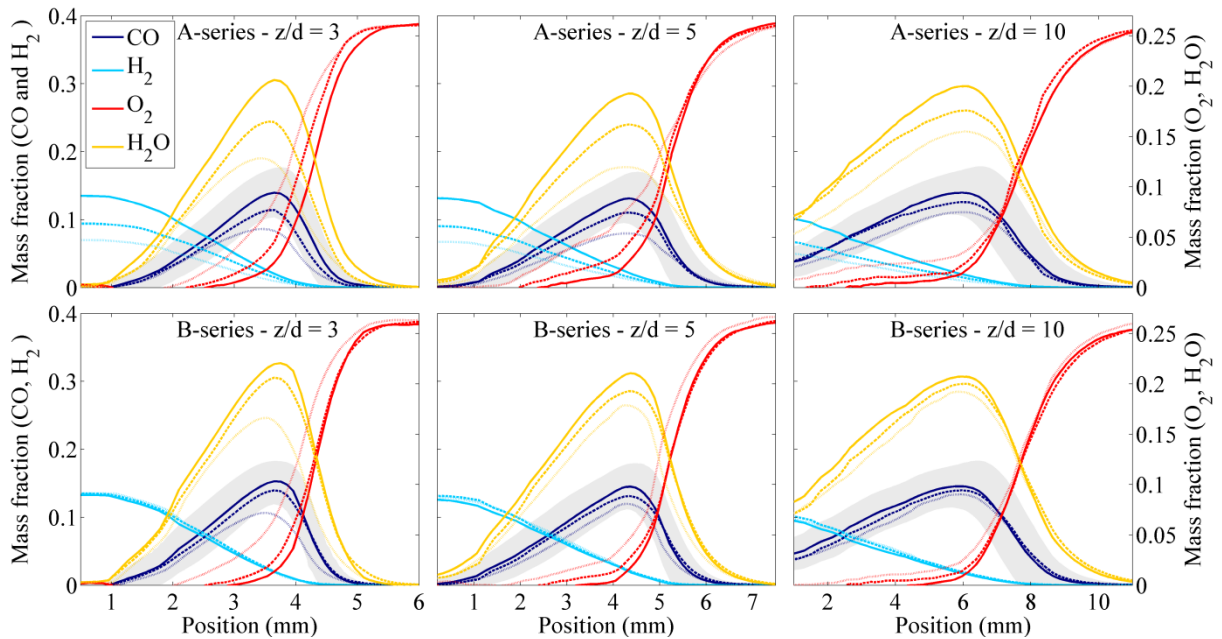 A-series - z/d = 3
A-series - z/d = 5
A-series - z/d = 10
CO
H2
O2
H2O
Mass fraction (CO and H2)
0.4
0.3
0.2
0.1
0
Mass fraction (O2, H2O)
0.25
0.20
0.15
0.10
0.05
0
B-series - z/d = 3
B-series - z/d = 5
B-series - z/d = 10
Mass fraction (CO, H2 )
0.4
0.3
0.2
0.1
0
Mass fraction (O2, H2O)
0.25
0.20
0.15
0.10
0.05
0
1 2 3 4 5 6
1 2 3 4 5 6 7
2 4 6 8 10
Position (mm)
Position (mm)
Position (mm)